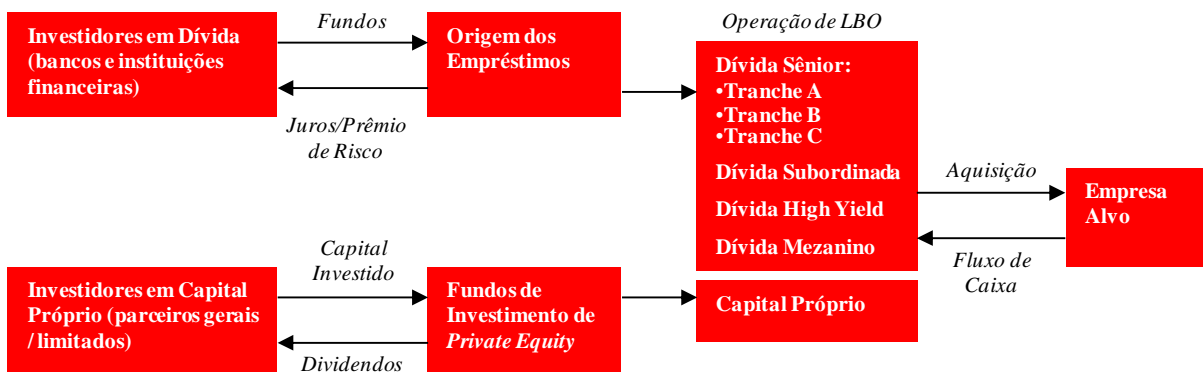 Operação de LBO
Fundos
Investidores em Dívida
(bancos e instituições
financeiras)
Juros/Prêmio
de Risco
Origem dos
Empréstimos
Dívida Sênior:
•Tranche A
•Tranche B
•Tranche C
Dívida Subordinada
Dívida High Yield
Dívida Mezanino
Aquisição
Fluxo de
Caixa
Empresa
Alvo
Capital
Investido
Investidores em Capital
Próprio (parceiros gerais
/ limitados)
Dividendos
Fundos de
Investimento de
Private Equity
Capital Próprio